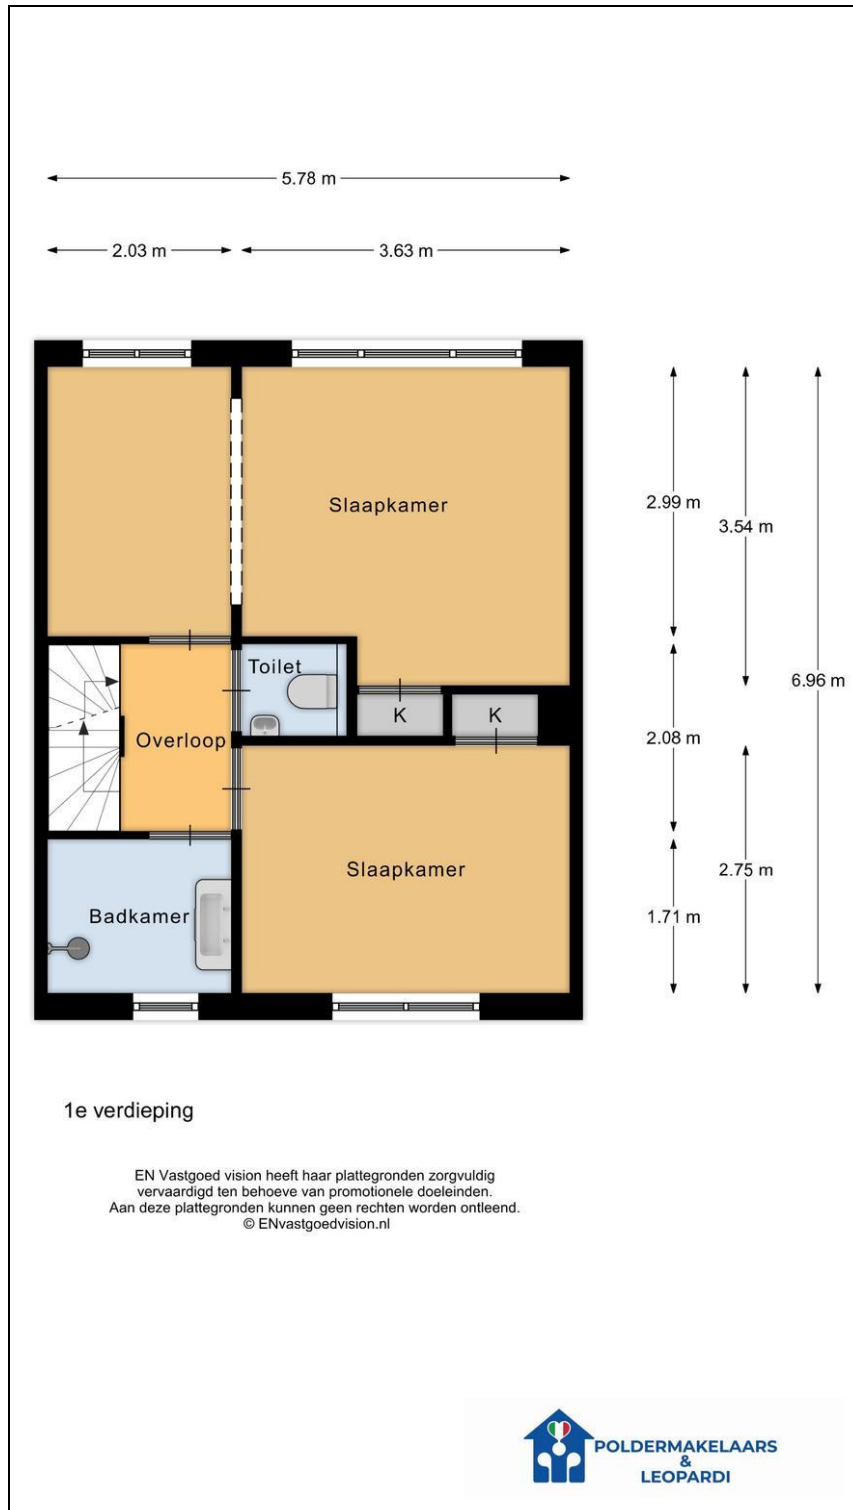 5.78 m
2.03 m
3.63 m
Slaapkamer
2.99 m
3.54 m
Toilet
6.96 m
K
K
Overloop
2.08 m
Slaapkamer
2.75 m
Badkamer
1.71 m
1e verdieping
EN Vastgoed vision heeft haar plattegronden zorgvuldig
vervaardigd ten behoeve van promotionele doeleinden.
Aan deze plattegronden kunnen geen rechten worden ontleend.
© ENvastgoedvision.nl
POLDERMAKELAARS
&
LEOPARDI